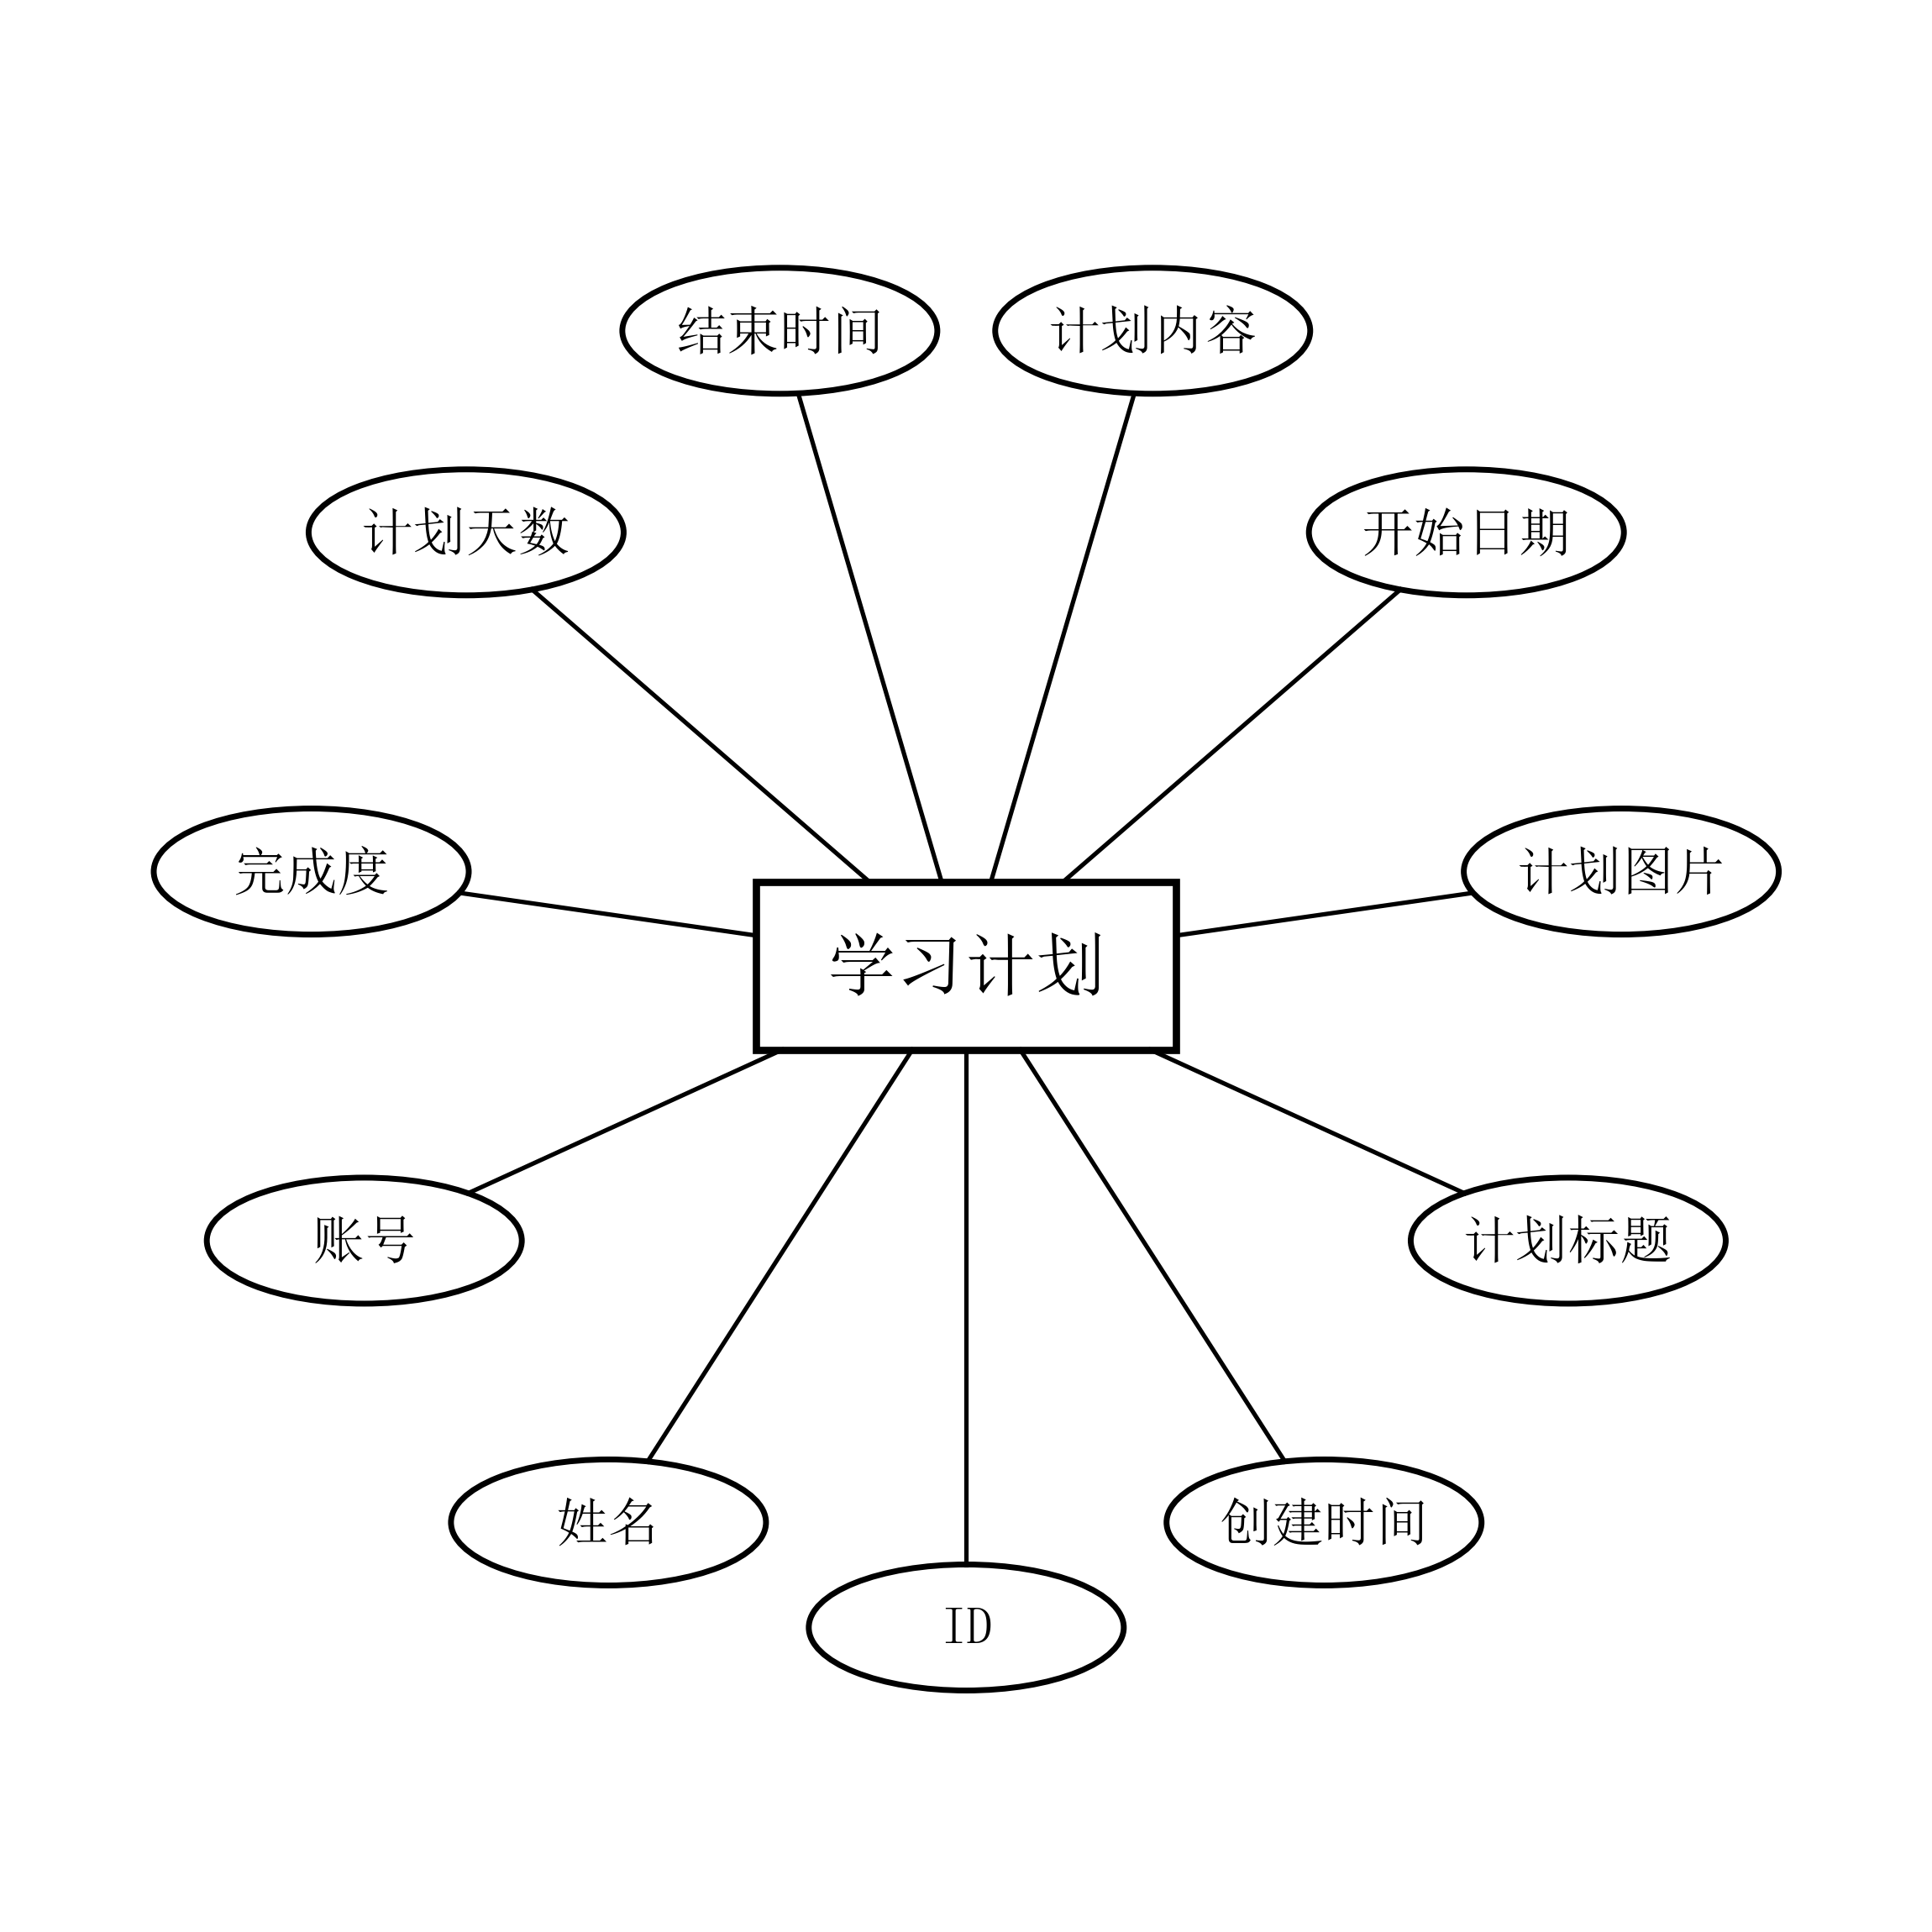 结束时间
计划内容
计划天数
开始日期
完成度
计划图片
学习计划
账号
计划标题
姓名
创建时间
ID